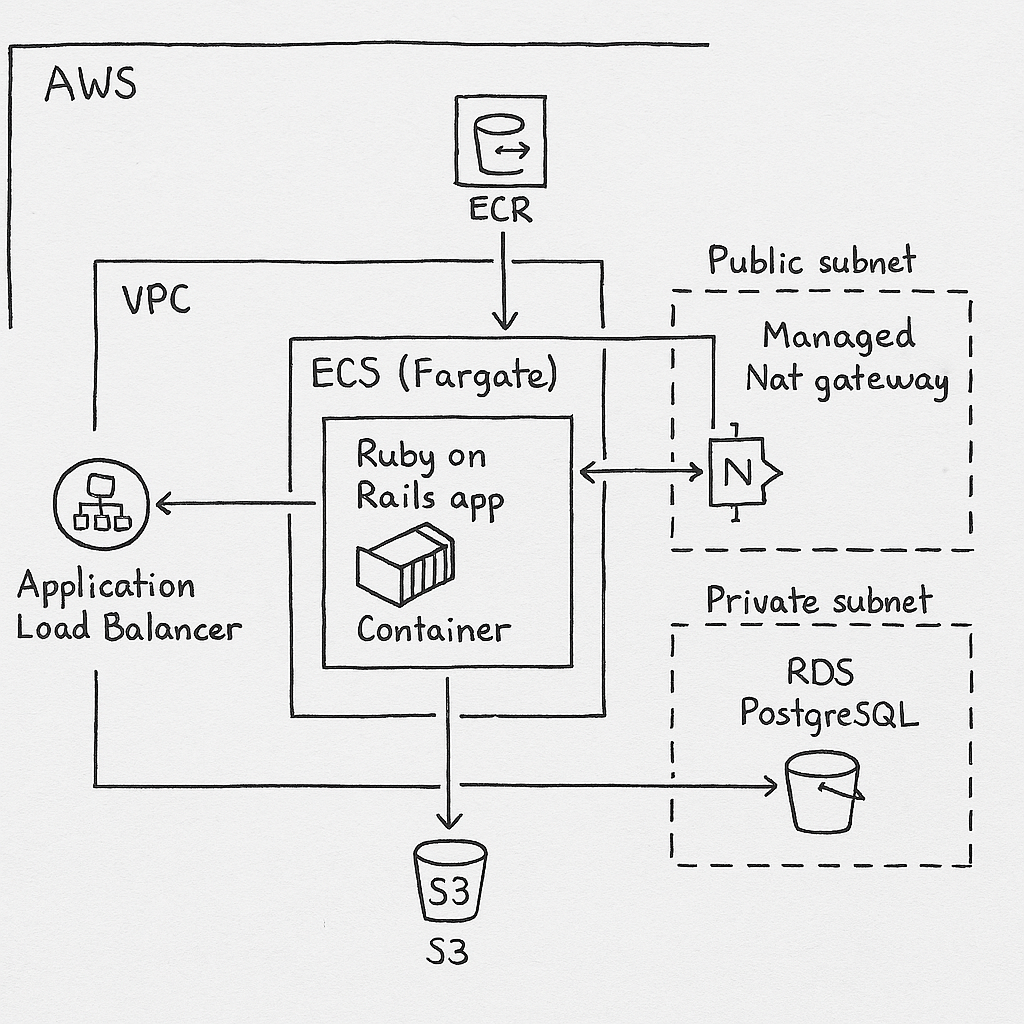 AWS
ECR
VPC
Public subnet
Managed
Nat gateway
ECS (Fargate)
Ruby on
Rails app
N
Container
Application
Load Balancer
Private subnet
RDS
PostgreSQL
S3
S3